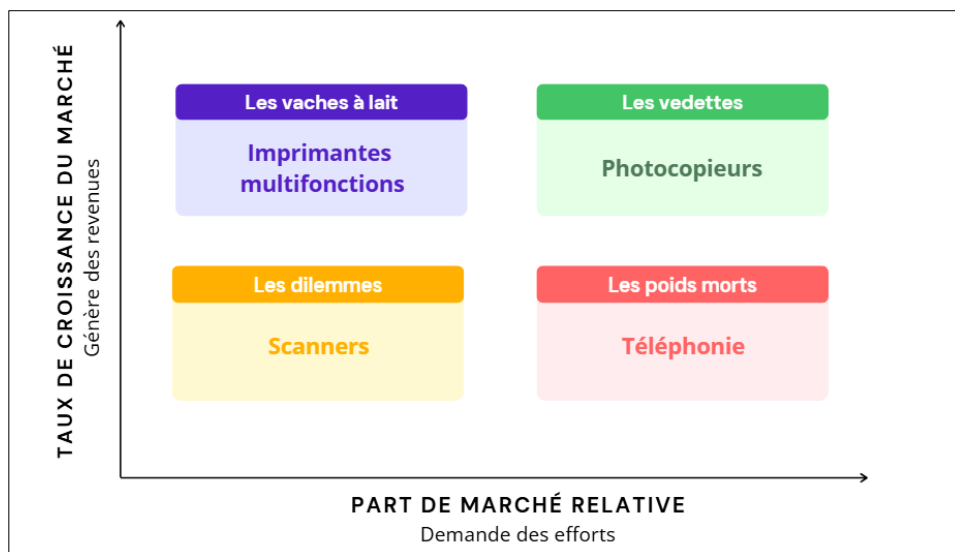 TAUX DE CROISSANCE DU MARCHÉ
Génère des revenues
Les vaches à lait
Imprimantes
multifonctions
Les vedettes
Photocopieurs
Les dilemmes
Scanners
Les poids morts
Téléphonie
PART DE MARCHÉ RELATIVE
Demande des efforts